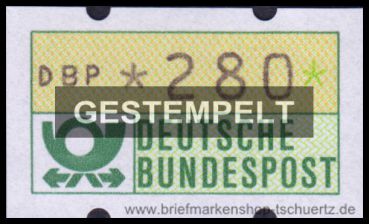 DBP *280*
GESTEMPELT
DEUTSCHE
BUNDESPOST
www.briefmarkenshop-tschuertz.de